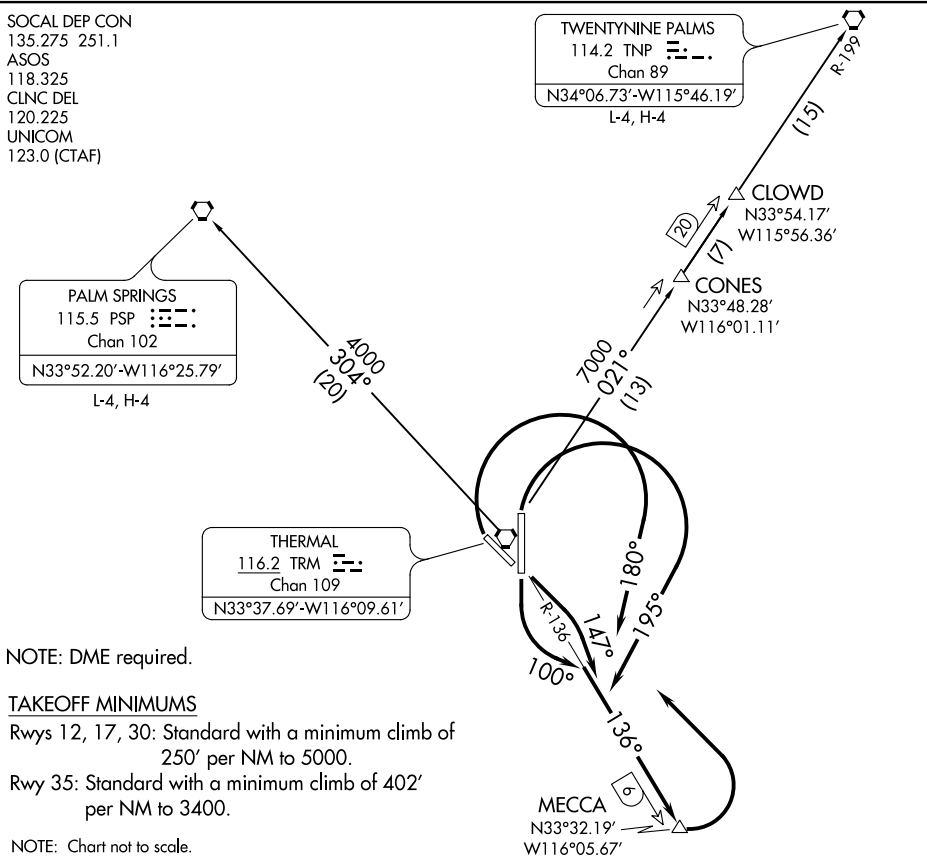 SOCAL DEP CON
135.275 251.1
ASOS
118.325
CLNC DEL
120.225
UNICOM
123.0 (CTAF)
TWENTYNINE PALMS
114.2 TNP
Chan 89
N34°06.73'-W115°46.19'
L-4, H-4
R-199
(15)
CLOWD
N33°54.17'
W115°56.36'
20
(7)
CONES
N33°48.28'
W116°01.11'
PALM SPRINGS
115.5 PSP
Chan 102
N33°52.20'-W116°25.79'
L-4, H-4
4000
304°
(20)
7000
021°
(13)
THERMAL
116.2 TRM
Chan 109
N33°37.69'-W116°09.61'
180°
195°
R-136
147°
100°
136°
6
MECCA
N33°32.19'
W116°05.67'
NOTE: DME required.
TAKEOFF MINIMUMS
Rwys 12, 17, 30: Standard with a minimum climb of
250' per NM to 5000.
Rwy 35: Standard with a minimum climb of 402'
per NM to 3400.
NOTE: Chart not to scale.